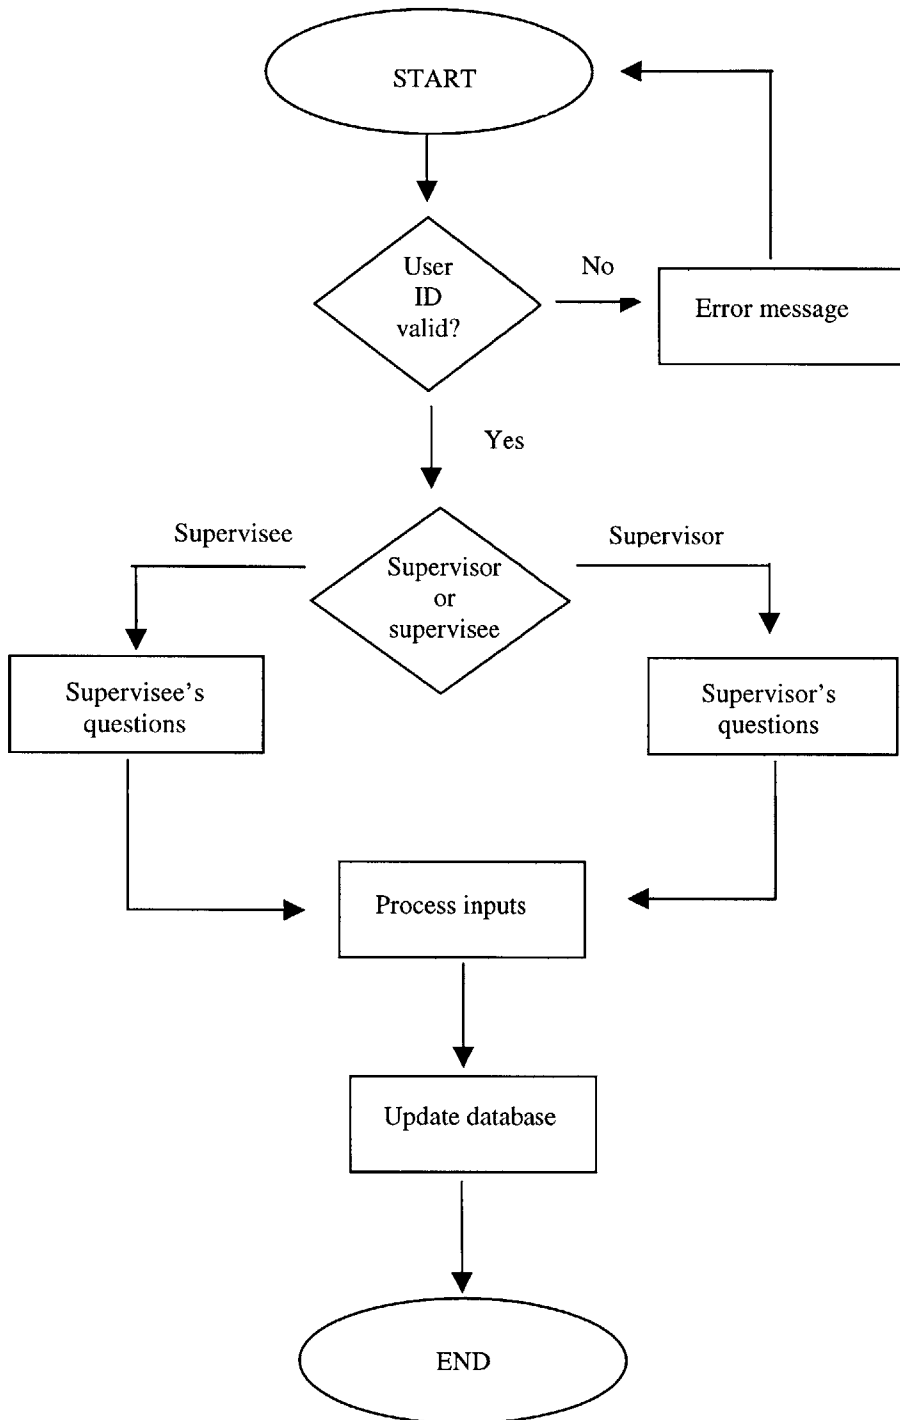 START
User
ID
valid?
No
Error message
Yes
Supervisee
Supervisor
Supervisor
or
supervisee
Supervisee's
questions
Supervisor's
questions
Process inputs
Update database
END